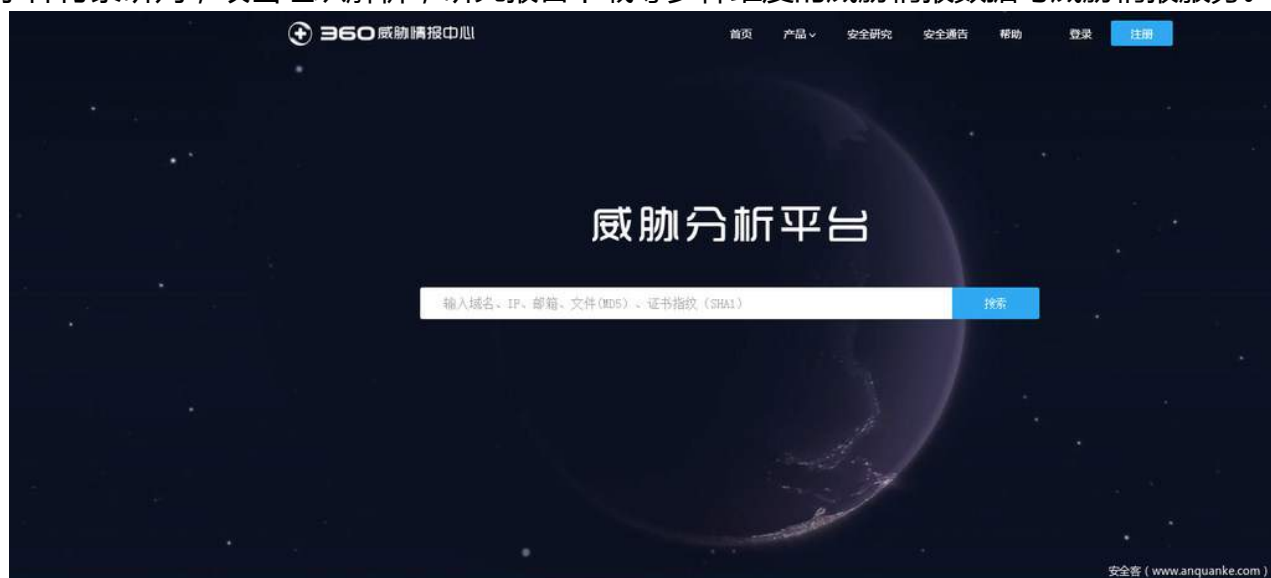 360威胁情报中心 首页 产品 安全研究 安全通告 帮助 登录 注册
威胁分析平台
输入域名、IP、邮箱、文件(MD5)、证书指纹（SHA1） 搜索
安全客 ( www.anquanke.com )